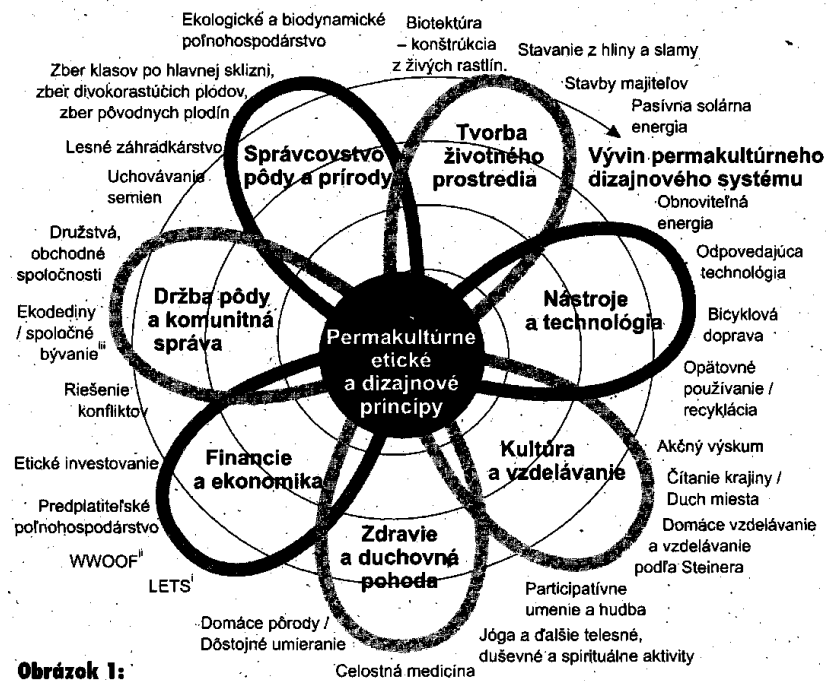 Ekologické a biodynamické
poľnohospodárstvo
Biotektúra
– konštrukcia
z živých rastlín.
Stavanie z hliny a slamy
Stavby majiteľov
Pasívna solárna
energia
Vývin permakultúrneho
dizajnového systému
Zber klasov po hlavnej sklizni,
zber divokorastúcich plodov,
zber pôvodnych plodín
Lesné záhradkárstvo
Uchovávanie
semien
Správcovstvo
pôdy a prírody
Tvorba
životného
prostredia
Obnoviteľná
energia
Odpovedajúca
technológia
Bicyklová
doprava
Opätovné
používanie /
recyklácia
Nástroje
a technológia
Družstvá,
obchodné
spoločnosti
Ekodediny
/ spoločné
bývanie iii
Riešenie
konfliktov
Držba pôdy
a komunitná
správa
Permakultúrne
etické
a dizajnové
princípy
Financie
a ekonomika
Etické investovanie
Predplatiteľské
poľnohospodárstvo
WWOOF ii
LETS i
Kultúra
a vzdelávanie
Akčný výskum
Čítanie krajiny /
Duch miesta
Domáce vzdelávanie
a vzdelávanie
podľa Steinera
Participatívne
umenie a hudba
Zdravie
a duchovná
pohoda
Domáce pôrody /
Dôstojné umieranie
Celostná medicína
Jóga a ďalšie telesné,
duševné a spirituálne aktivity
Obrázok 1: